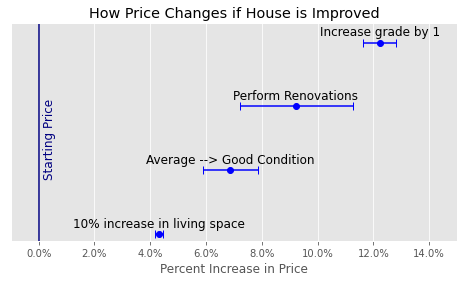 How Price Changes if House is Improved
Increase grade by 1
Perform Renovations
Average --> Good Condition
10% increase in living space
Starting Price
0.0% 2.0% 4.0% 6.0% 8.0% 10.0% 12.0% 14.0%
Percent Increase in Price